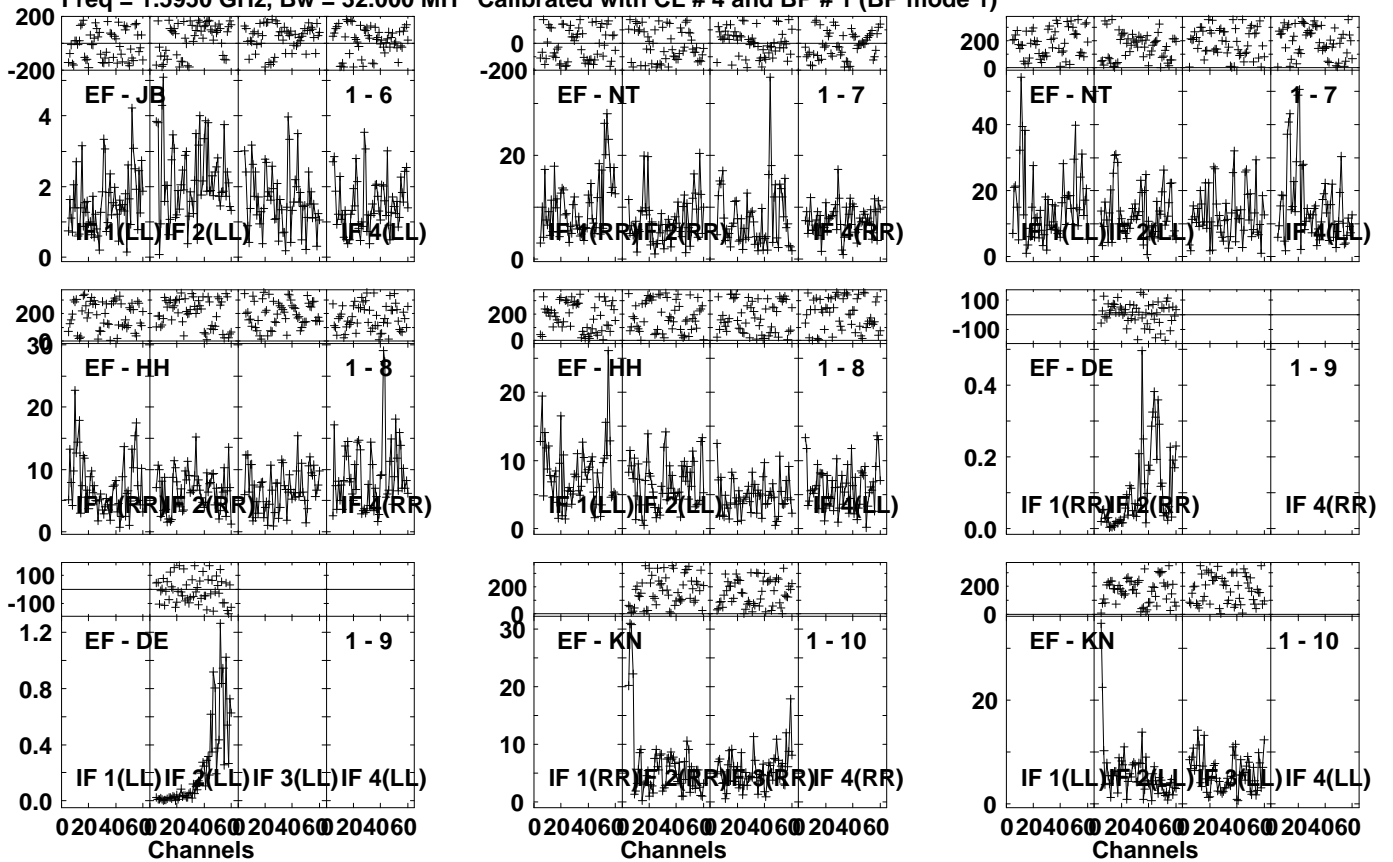 Freq = 1.5950 GHz, Bw = 32.000 MH Calibrated with CL # 4 and BP # 1 (BP mode 1)
200
-200
EF - JB 1 - 6
4
2
0
IF 1(LL) IF 2(LL) IF 4(LL)
200
0
-200
EF - NT 1 - 7
20
0
IF 1(RR) IF 2(RR) IF 4(RR)
200
0
EF - NT 1 - 7
40
20
0
IF 1(LL) IF 2(LL) IF 4(LL)
200
0
30
EF - HH 1 - 8
20
10
0
IF 1(RR) IF 2(RR) IF 4(RR)
200
0
EF - HH 1 - 8
20
10
0
IF 1(LL) IF 2(LL) IF 4(LL)
100
-100
EF - DE 1 - 9
0.4
0.2
0.0
IF 1(RR) IF 2(RR) IF 4(RR)
100
-100
EF - DE 1 - 9
1.2
0.8
0.4
0.0
IF 1(LL) IF 2(LL) IF 3(LL) IF 4(LL)
0 20 40 60 0 20 40 60 0 20 40 60 0 20 40 60
Channels
200
0
30
EF - KN 1 - 10
20
10
0
IF 1(RR) IF 2(RR) IF 3(RR) IF 4(RR)
0 20 40 60 0 20 40 60 0 20 40 60 0 20 40 60
Channels
200
0
EF - KN 1 - 10
20
0
IF 1(LL) IF 2(LL) IF 3(LL) IF 4(LL)
0 20 40 60 0 20 40 60 0 20 40 60 0 20 40 60
Channels